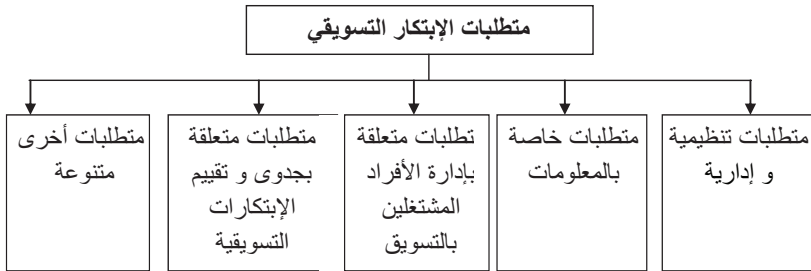 متطلبات الإبتكار التسويقي
متطلبات تنظيمية
و إدارية
متطلبات خاصة
بالمعلومات
تطلبات متعلقة
بإدارة الأفراد
المشتغلين
بالتسويق
متطلبات متعلقة
بجدوى و تقييم
الإبتكارات
التسويقية
متطلبات أخرى
متنوعة